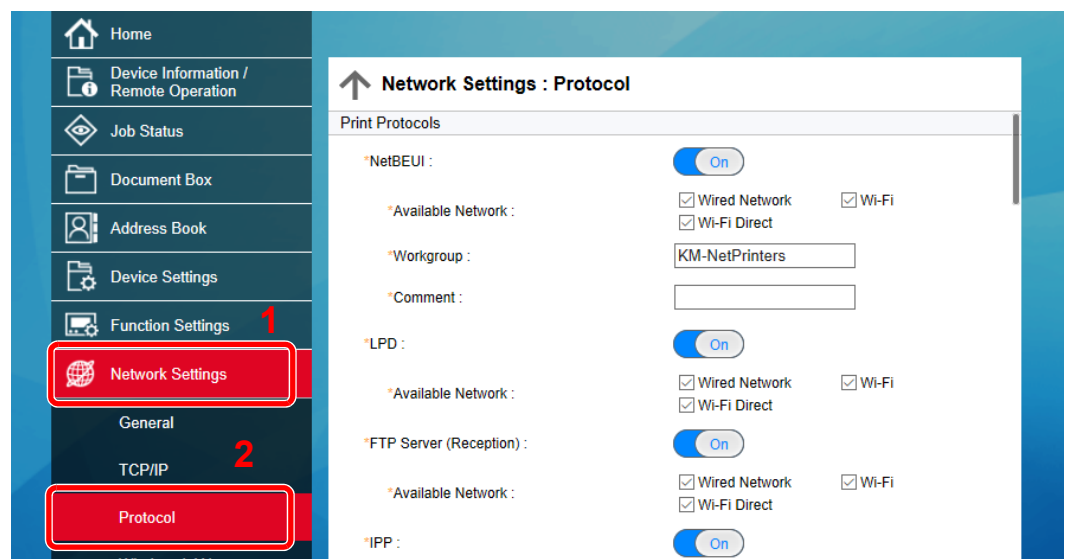 Home
Device Information /
Remote Operation
Job Status
Document Box
Address Book
Device Settings
Function Settings
1
Network Settings
General
2
TCP/IP
Protocol
Network Settings : Protocol
Print Protocols
*NetBEUI :
On
*Available Network :
Wired Network
Wi-Fi
Wi-Fi Direct
*Workgroup :
KM-NetPrinters
*Comment :
*LPD :
On
*Available Network :
Wired Network
Wi-Fi
Wi-Fi Direct
*FTP Server (Reception) :
On
*Available Network :
Wired Network
Wi-Fi
Wi-Fi Direct
*IPP :
On